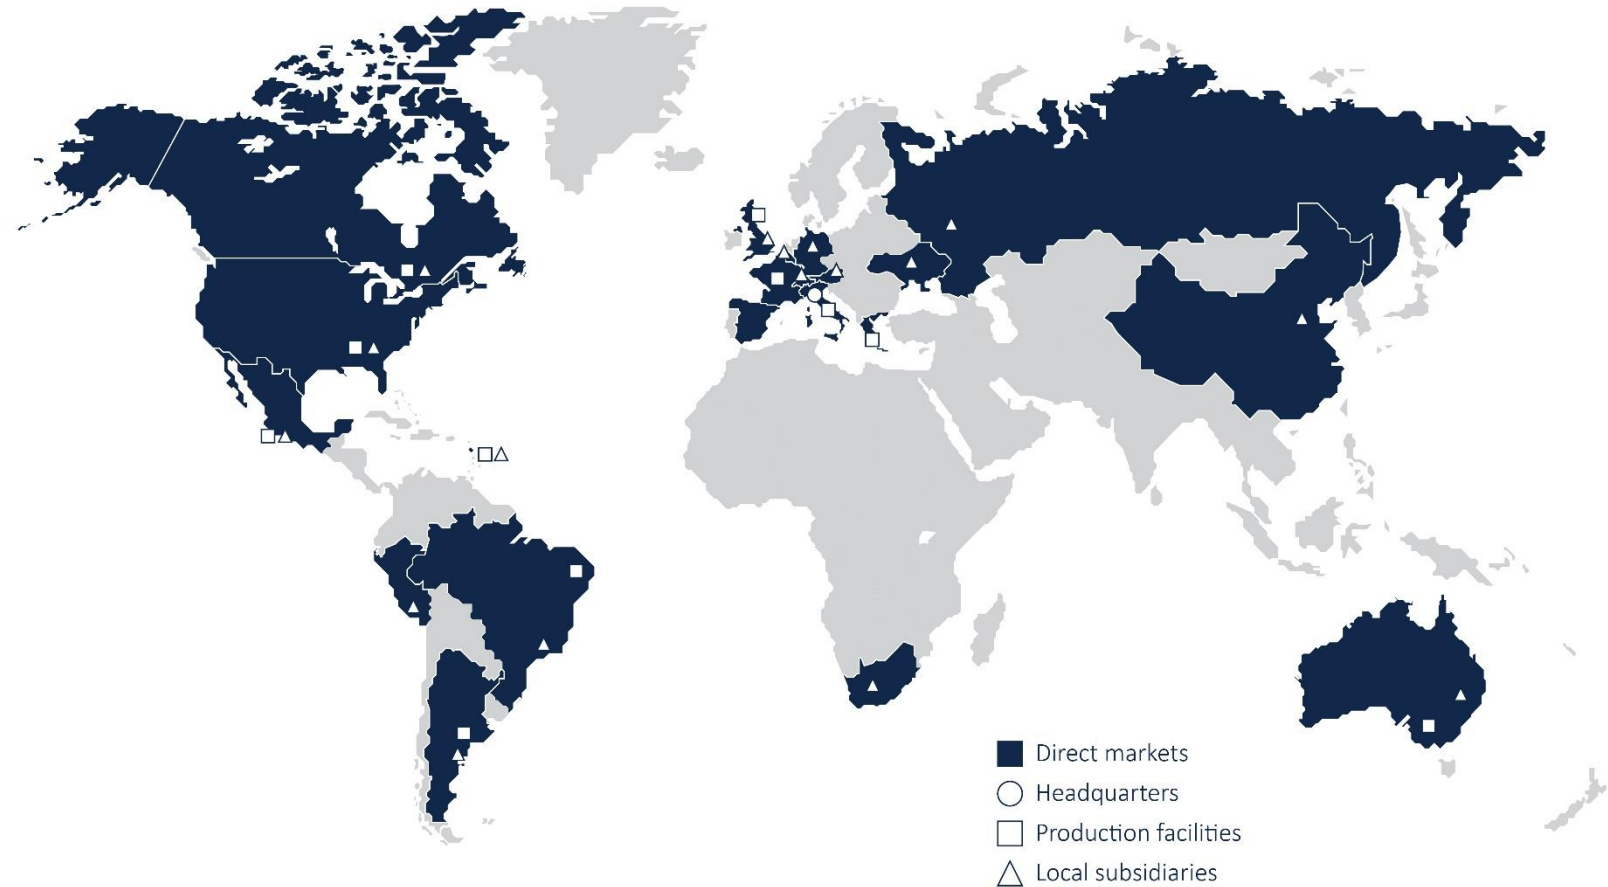 Direct markets
Headquarters
Production facilities
Local subsidiaries